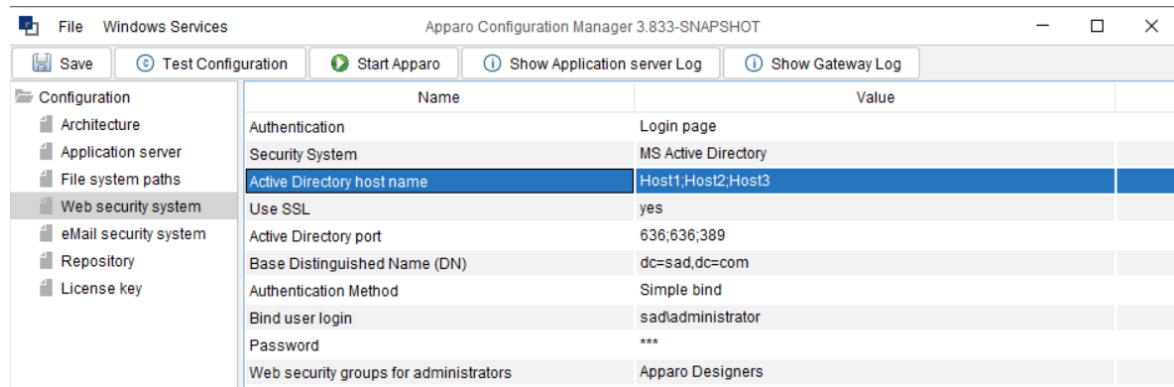 File Windows Services Apparo Configuration Manager 3.833-SNAPSHOT
Save Test Configuration Start Apparo Show Application server Log Show Gateway Log
Configuration
Architecture
Application server
File system paths
Web security system
eMail security system
Repository
License key
Name Value
Authentication Login page
Security System MS Active Directory
Active Directory host name Host1;Host2;Host3
Use SSL yes
Active Directory port 636;636;389
Base Distinguished Name (DN) dc=sad,dc=com
Authentication Method Simple bind
Bind user login sad\administrator
Password ***
Web security groups for administrators Apparo Designers